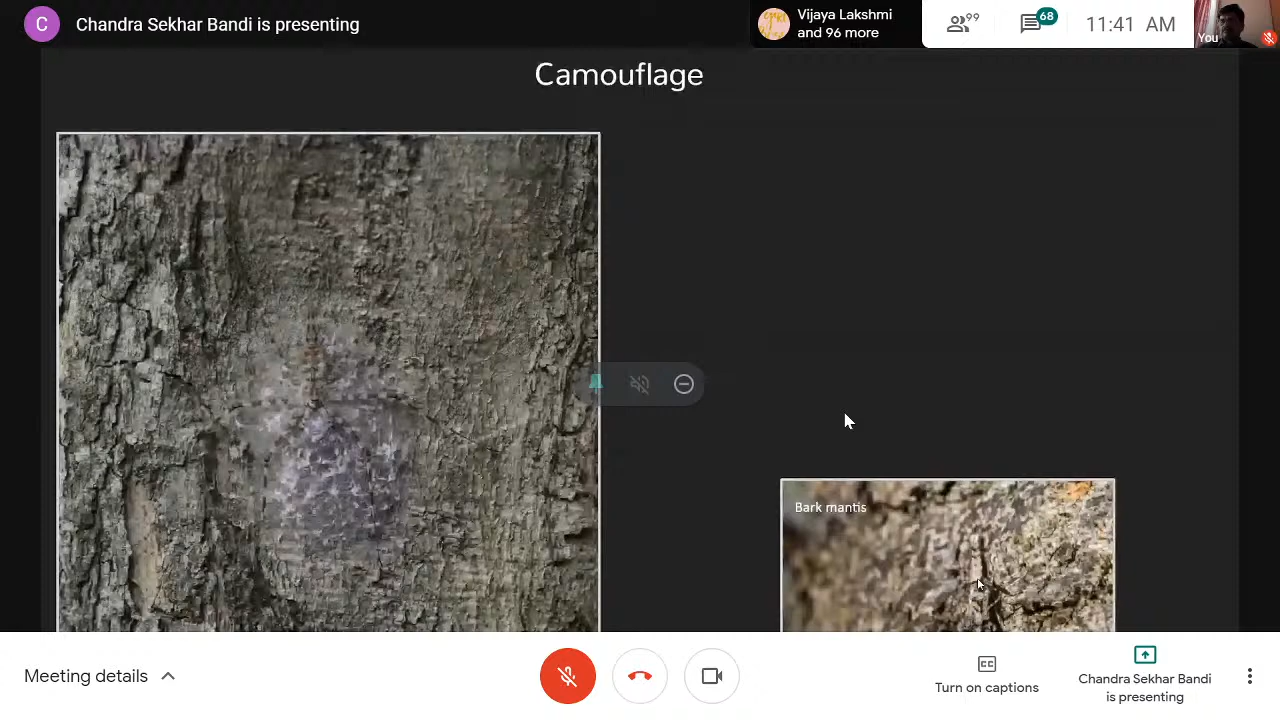 C
Chandra Sekhar Bandi is presenting
Vijaya Lakshmi
and 96 more
99
68
11:41 AM
You
Camouflage
Bark mantis
Meeting details
CC
Turn on captions
Chandra Sekhar Bandi
is presenting